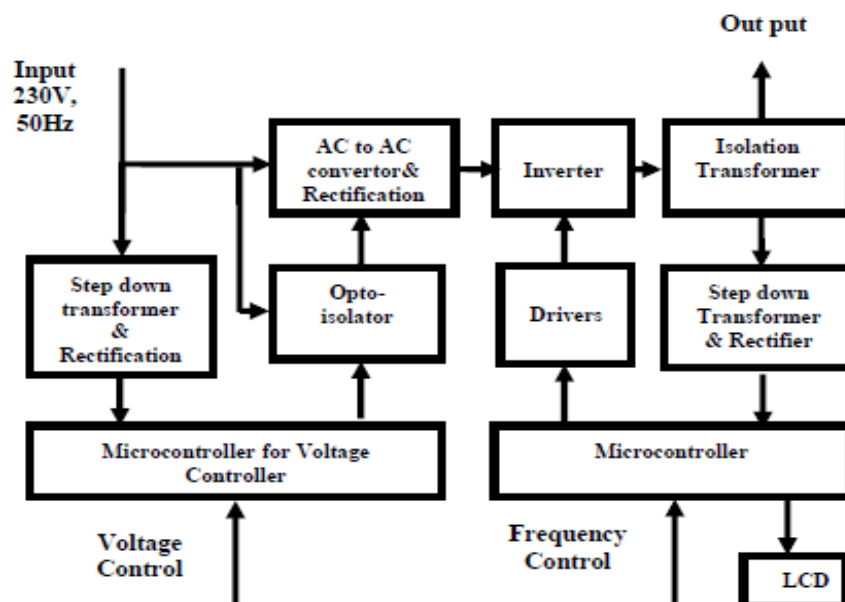 Out put
Input
230V,
50Hz
AC to AC
convertor&
Rectification
Inverter
Isolation
Transformer
Step down
transformer
&
Rectification
Opto-
isolator
Drivers
Step down
Transformer
& Rectifier
Microcontroller for Voltage
Controller
Microcontroller
Voltage
Control
Frequency
Control
LCD